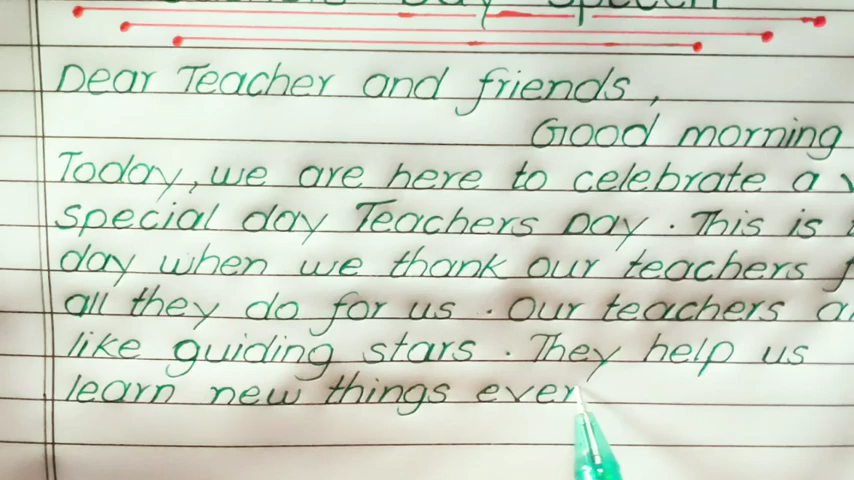 Day Speech
Dear Teacher and friends,
Good morning
Today, we are here to celebrate a
special day Teachers Day. This is
day when we thank our teachers
all they do for us. Our teachers
like guiding stars. They help us
learn new things ever